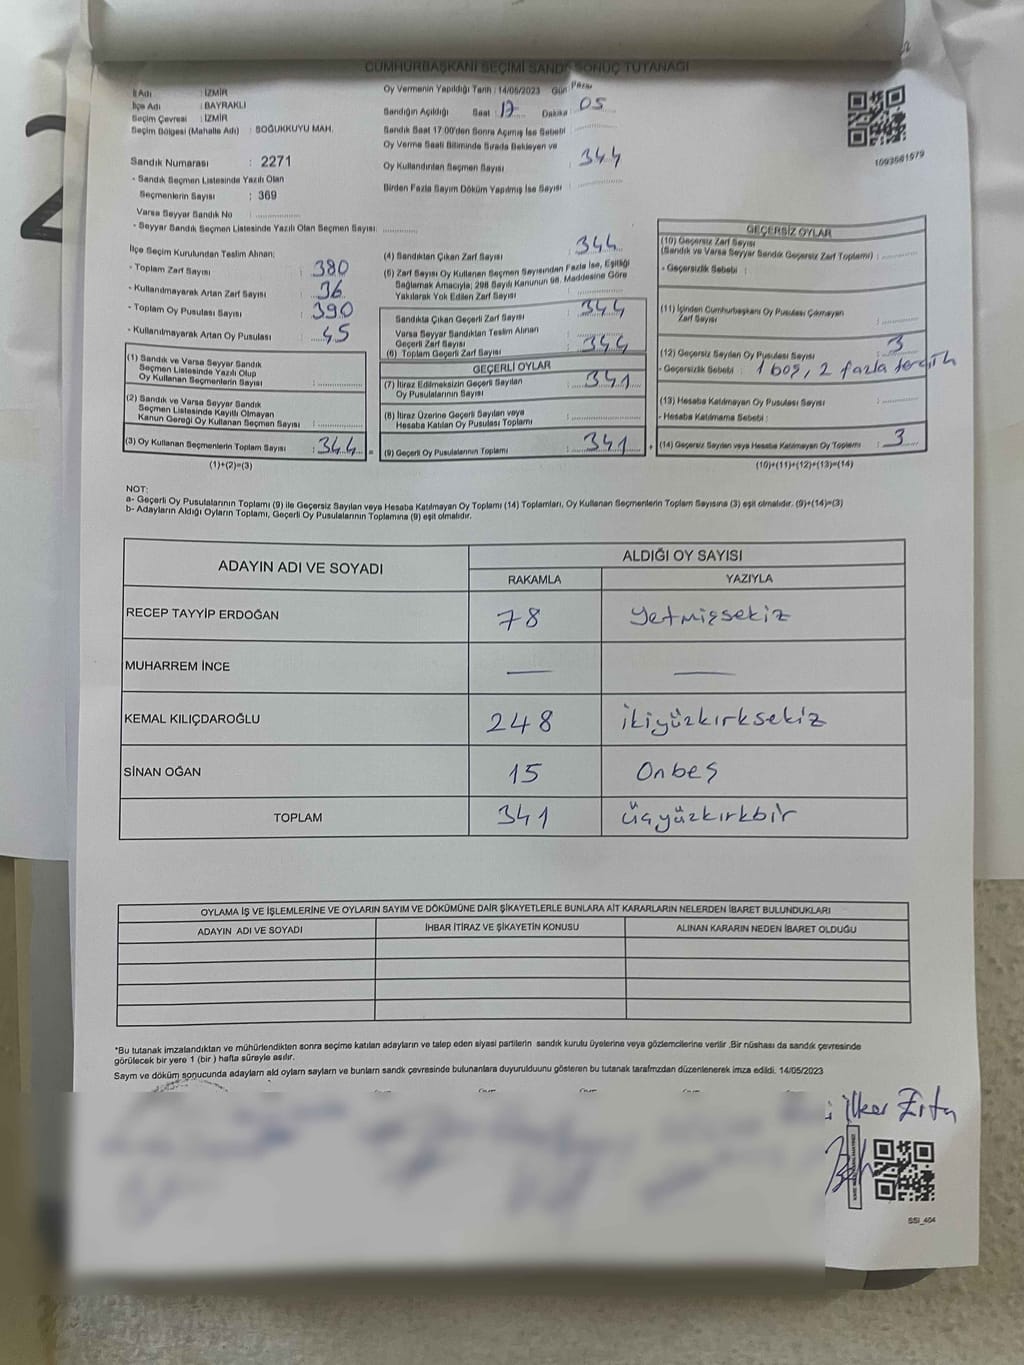 CUMHURBAŞKANI SEÇİMİ SANDIK SONUÇ TUTANAĞI
İl Adı : İZMİR
İlçe Adı : BAYRAKLI
Seçim Çevresi : İZMİR
Seçim Bölgesi (Mahalle Adı) : SOĞUKKUYU MAH.
Sandık Numarası : 2271
- Sandık Seçmen Listesinde Yazılı Olan
Seçmenlerin Sayısı : 369
Varsa Seyyar Sandık No : ..................
- Seyyar Sandık Seçmen Listesinde Yazılı Olan Seçmen Sayısı: ..............
Oy Vermenin Yapıldığı Tarih : 14/05/2023 Gün : Pazar
Sandığın Açıldığı Saat : 17 Dakika : 05
Sandık Saat 17:00'den Sonra Açımış İse Sebebi : ..............
Oy Verme Saati Bitiminde Sırada Bekleyen ve
Oy Kullandırılan Seçmen Sayısı : 344
Birden Fazla Sayım Döküm Yapılmış İse Sayısı : ..............
1093561979
İlçe Seçim Kurulundan Teslim Alınan;
- Toplam Zarf Sayısı : 380
- Kullanılmayarak Artan Zarf Sayısı : 36
- Toplam Oy Pusulası Sayısı : 390
- Kullanılmayarak Artan Oy Pusulası : 45
(1) Sandık ve Varsa Seyyar Sandık
Seçmen Listesinde Yazılı Olup
Oy Kullanan Seçmenlerin Sayısı : ..............
(2) Sandık ve Varsa Seyyar Sandık
Seçmen Listesinde Kayıtlı Olmayan
Kanun Gereği Oy Kullanan Seçmen Sayısı : ..............
(3) Oy Kullanan Seçmenlerin Toplam Sayısı : 344 =
(1)+(2)=(3)
(4) Sandıktan Çıkan Zarf Sayısı : 344
(5) Zarf Sayısı Oy Kullanan Seçmen Sayısından Fazla İse, Eşitliği
Sağlamak Amacıyla; 298 Sayılı Kanunun 98. Maddesine Göre
Yakılarak Yok Edilen Zarf Sayısı : ..............
Sandıkta Çıkan Geçerli Zarf Sayısı : 344
Varsa Seyyar Sandıktan Teslim Alınan
Geçerli Zarf Sayısı : ..............
(6) Toplam Geçerli Zarf Sayısı : 344
GEÇERLİ OYLAR
(7) İtiraz Edilmeksizin Geçerli Sayılan
Oy Pusulasının Sayısı : 341
(8) İtiraz Üzerine Geçerli Sayılan veya
Hesaba Katılan Oy Pusulası Toplamı : ..............
(9) Geçerli Oy Pusulalarının Toplamı : 341 +
GEÇERSİZ OYLAR
(10) Geçersiz Zarf Sayısı
(Sandık ve Varsa Seyyar Sandık Geçersiz Zarf Toplamı) : ..............
- Geçersizlik Sebebi :
(11) İçinden Cumhurbaşkanı Oy Pusulası Çıkmayan
Zarf Sayısı : ..............
(12) Geçersiz Sayılan Oy Pusulası Sayısı : 3
- Geçersizlik Sebebi : 1 boş, 2 fazla tercih
(13) Hesaba Katılmayan Oy Pusulası Sayısı : ..............
- Hesaba Katılmama Sebebi :
(14) Geçersiz Sayılan veya Hesaba Katılmayan Oy Toplamı : 3
(10)+(11)+(12)+(13)=(14)
NOT:
a- Geçerli Oy Pusulalarının Toplamı (9) ile Geçersiz Sayılan veya Hesaba Katılmayan Oy Toplamı (14) Toplamları, Oy Kullanan Seçmenlerin Toplam Sayısına (3) eşit olmalıdır. (9)+(14)=(3)
b- Adayların Aldığı Oyların Toplamı, Geçerli Oy Pusulalarının Toplamına (9) eşit olmalıdır.
ADAYIN ADI VE SOYADI
ALDIĞI OY SAYISI
RAKAMLA YAZIYLA
RECEP TAYYİP ERDOĞAN 78 Yetmişsekiz
MUHARREM İNCE — —
KEMAL KILIÇDAROĞLU 248 ikiyüzkırksekiz
SİNAN OĞAN 15 Onbeş
TOPLAM 341 üçyüzkırkbir
OYLAMA İŞ VE İŞLEMLERİNE VE OYLARIN SAYIM VE DÖKÜMÜNE DAİR ŞİKAYETLERLE BUNLARA AİT KARARLARIN NELERDEN İBARET BULUNDUKLARI
ADAYIN ADI VE SOYADI İHBAR İTİRAZ VE ŞİKAYETİN KONUSU ALINAN KARARIN NEDEN İBARET OLDUĞU
*Bu tutanak imzalandıktan ve mühürlendikten sonra seçime katılan adayların ve talep eden siyasi partilerin sandık kurulu üyelerine veya gözlemcilerine verilir .Bir nüshası da sandık çevresinde
görülecek bir yere 1 (bir ) hafta süreyle asılır.
Sayım ve döküm sonucunda adayların ald oyların sayıları ve bunların sandk çevresinde bulunanlara duyurulduunu gösteren bu tutanak tarafmzdan düzenlenerek imza edildi. 14/05/2023
ilker
SSİ_404